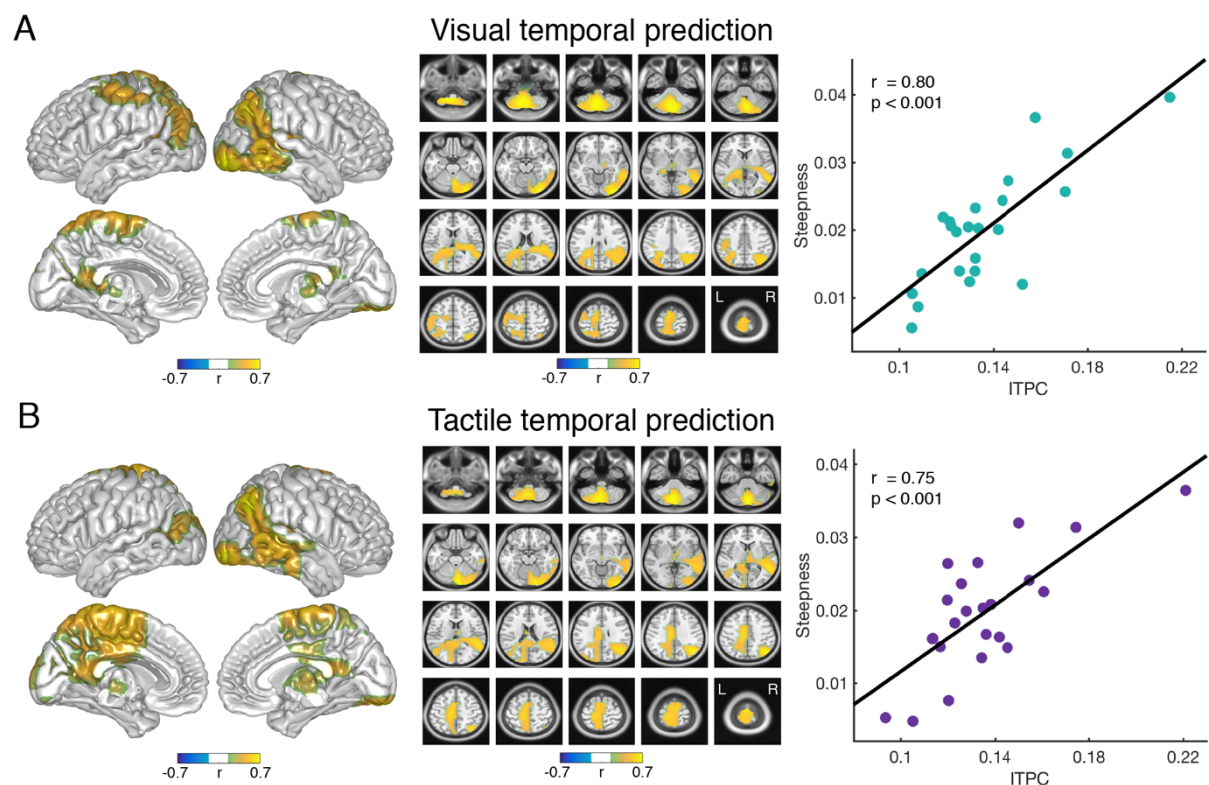 A
Visual temporal prediction
r = 0.80
p < 0.001
0.04
0.03
0.02
0.01
Steepness
0.1 0.14 0.18 0.22
ITPC
L R
-0.7 r 0.7
-0.7 r 0.7
B
Tactile temporal prediction
r = 0.75
p < 0.001
0.04
0.03
0.02
0.01
Steepness
0.1 0.14 0.18 0.22
ITPC
L R
-0.7 r 0.7
-0.7 r 0.7